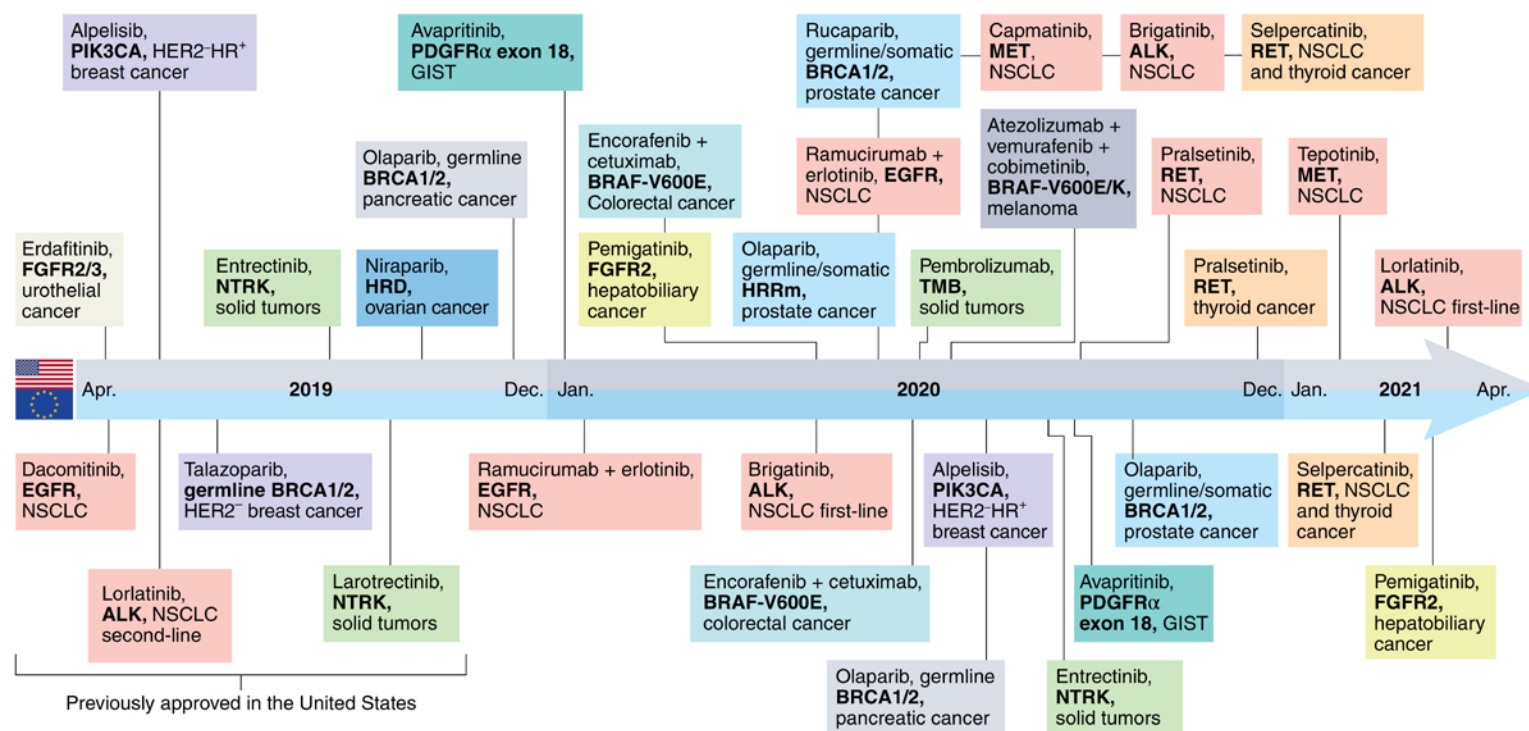 Alpelisib,
PIK3CA, HER2⁻HR⁺
breast cancer
Avapritinib,
PDGFRα exon 18,
GIST
Rucaparib,
germline/somatic
BRCA1/2,
prostate cancer
Capmatinib,
MET,
NSCLC
Brigatinib,
ALK,
NSCLC
Selpercatinib,
RET, NSCLC
and thyroid cancer
Olaparib, germline
BRCA1/2,
pancreatic cancer
Encorafenib +
cetuximab,
BRAF-V600E,
Colorectal cancer
Ramucirumab +
erlotinib, EGFR,
NSCLC
Atezolizumab +
vemurafenib +
cobimetinib,
BRAF-V600E/K,
melanoma
Pralsetinib,
RET,
NSCLC
Tepotinib,
MET,
NSCLC
Erdafitinib,
FGFR2/3,
urothelial
cancer
Entrectinib,
NTRK,
solid tumors
Niraparib,
HRD,
ovarian cancer
Pemigatinib,
FGFR2,
hepatobiliary
cancer
Olaparib,
germline/somatic
HRRm,
prostate cancer
Pembrolizumab,
TMB,
solid tumors
Pralsetinib,
RET,
thyroid cancer
Lorlatinib,
ALK,
NSCLC first-line
Apr. 2019 Dec. Jan. 2020 Dec. Jan. 2021 Apr.
Dacomitinib,
EGFR,
NSCLC
Talazoparib,
germline BRCA1/2,
HER2⁻ breast cancer
Ramucirumab + erlotinib,
EGFR,
NSCLC
Brigatinib,
ALK,
NSCLC first-line
Alpelisib,
PIK3CA,
HER2⁻HR⁺
breast cancer
Olaparib,
germline/somatic
BRCA1/2,
prostate cancer
Selpercatinib,
RET, NSCLC
and thyroid
cancer
Lorlatinib,
ALK, NSCLC
second-line
Larotrectinib,
NTRK,
solid tumors
Encorafenib + cetuximab,
BRAF-V600E,
colorectal cancer
Avapritinib,
PDGFRα
exon 18, GIST
Pemigatinib,
FGFR2,
hepatobiliary
cancer
Olaparib, germline
BRCA1/2,
pancreatic cancer
Entrectinib,
NTRK,
solid tumors
Previously approved in the United States